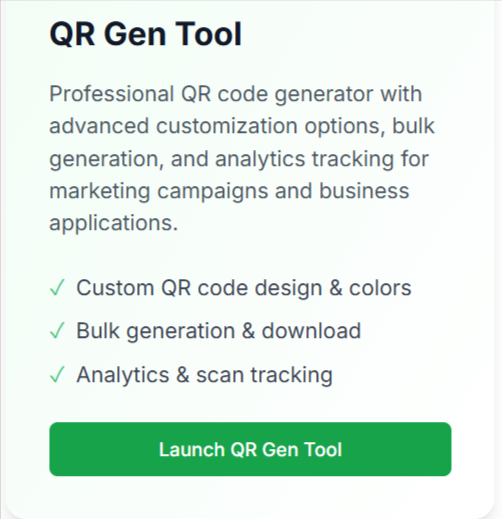 QR Gen Tool
Professional QR code generator with
advanced customization options, bulk
generation, and analytics tracking for
marketing campaigns and business
applications.
✓ Custom QR code design & colors
✓ Bulk generation & download
✓ Analytics & scan tracking
Launch QR Gen Tool